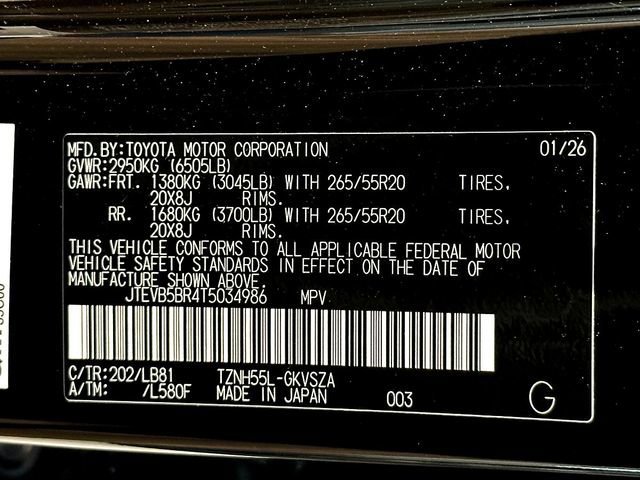 MFD.BY:TOYOTA MOTOR CORPORATION 01/26
GVWR:2950KG (6505LB)
GAWR:FRT. 1380KG (3045LB) WITH 265/55R20 TIRES,
20X8J RIMS.
RR. 1680KG (3700LB) WITH 265/55R20 TIRES,
20X8J RIMS.
THIS VEHICLE CONFORMS TO ALL APPLICABLE FEDERAL MOTOR
VEHICLE SAFETY STANDARDS IN EFFECT ON THE DATE OF
MANUFACTURE SHOWN ABOVE.
JTEVB5BR4T5034986 MPV
C/TR:202/LB81 TZNH55L-GKVSZA
A/TM: /L580F MADE IN JAPAN 003 G